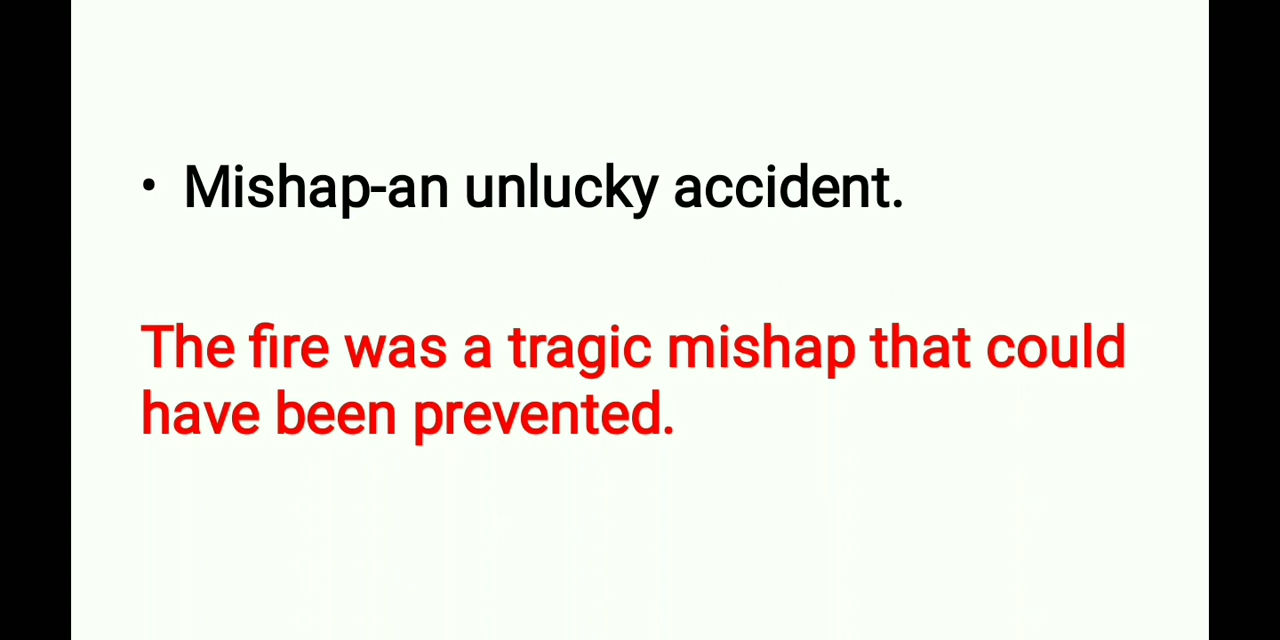 • Mishap-an unlucky accident.
The fire was a tragic mishap that could
have been prevented.